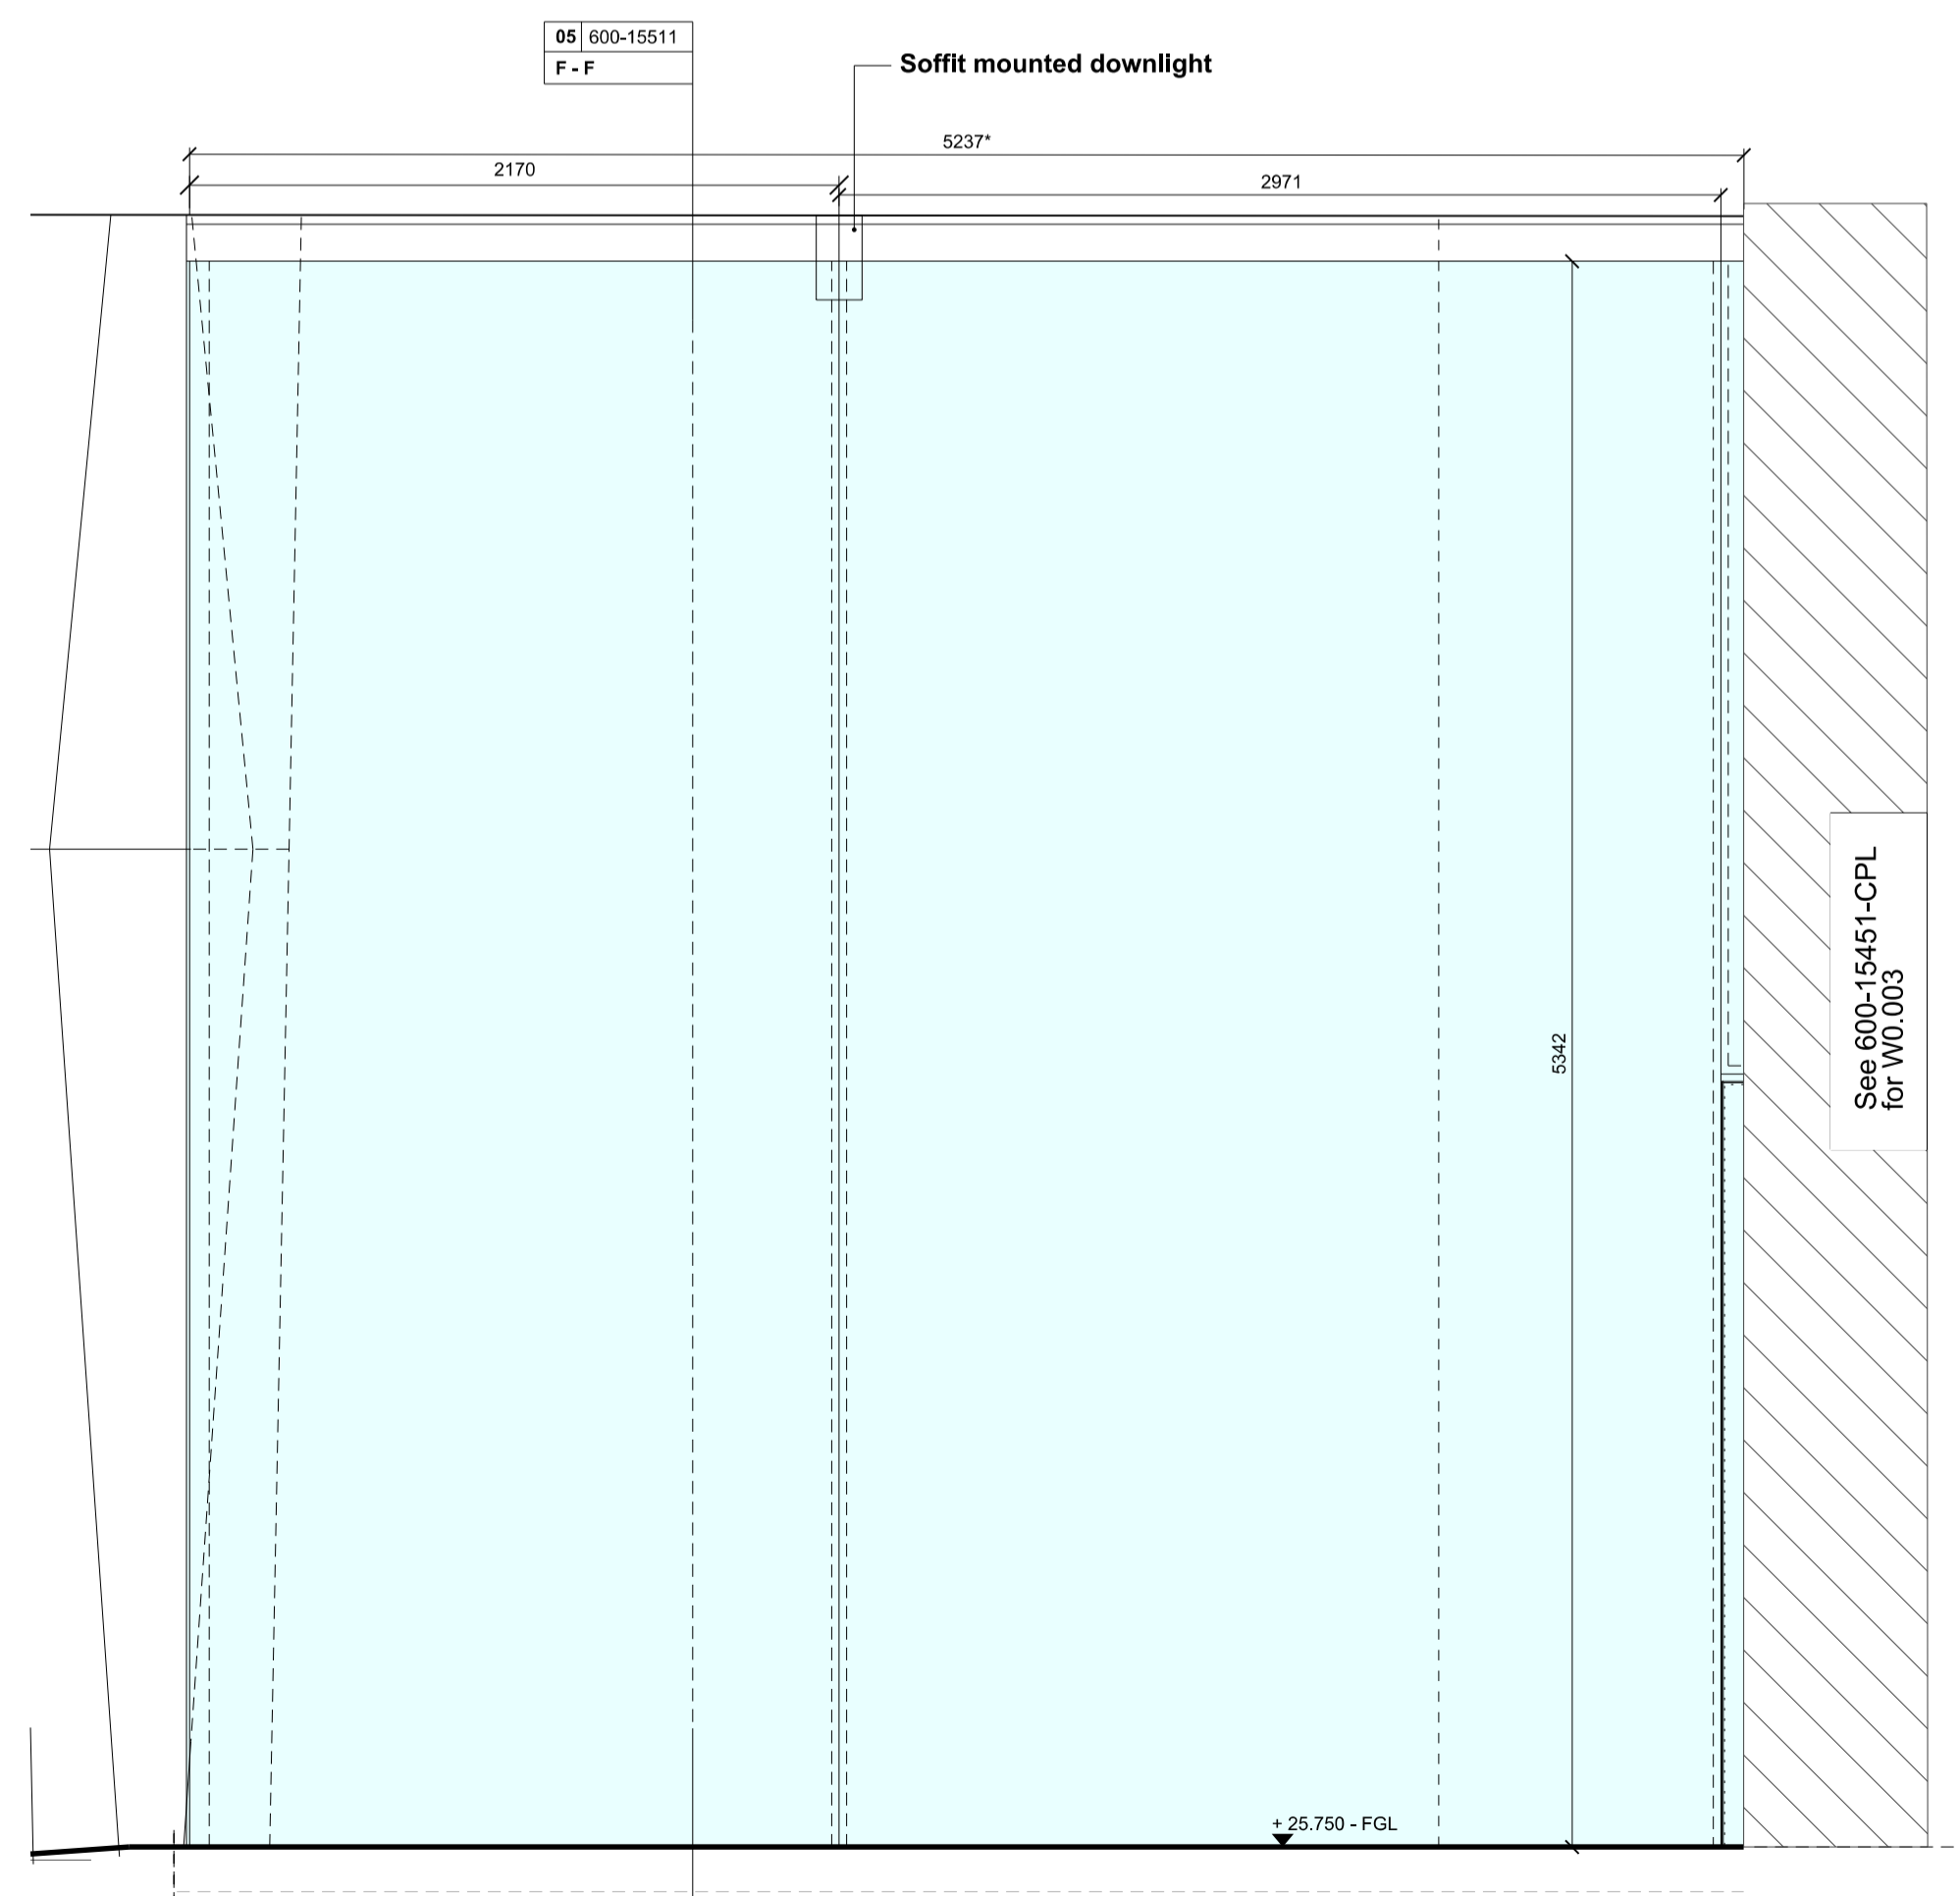 05 600-15511
F - F
Soffit mounted downlight
5237*
2170
2971
5342
See 600-15451-CPL
for W0.003
+ 25.750 - FGL